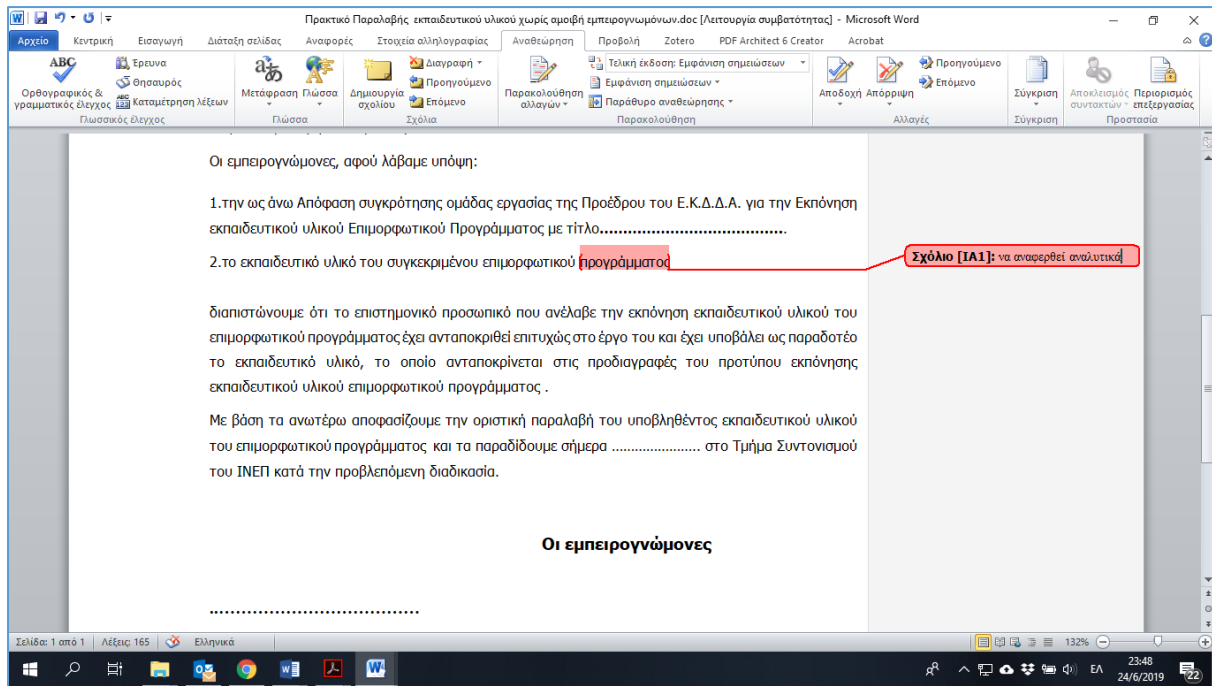 Πρακτικό Παραλαβής εκπαιδευτικού υλικού χωρίς αμοιβή εμπειρογνωμόνων.doc [Λειτουργία συμβατότητας] - Microsoft Word
Αρχείο Κεντρική Εισαγωγή Διάταξη σελίδας Αναφορές Στοιχεία αλληλογραφίας Αναθεώρηση Προβολή Zotero PDF Architect 6 Creator Acrobat
Ορθογραφικός & γραμματικός έλεγχος
Έρευνα
Θησαυρός
Καταμέτρηση λέξεων
Γλωσσικός έλεγχος
Μετάφραση Γλώσσα
Γλώσσα
Δημιουργία σχολίου
Διαγραφή
Προηγούμενο
Επόμενο
Σχόλια
Παρακολούθηση αλλαγών
Τελική έκδοση: Εμφάνιση σημειώσεων
Εμφάνιση σημειώσεων
Παράθυρο αναθεώρησης
Παρακολούθηση
Αποδοχή Απόρριψη
Προηγούμενο
Επόμενο
Αλλαγές
Σύγκριση
Σύγκριση
Αποκλεισμός συντακτών
Περιορισμός επεξεργασίας
Προστασία
Οι εμπειρογνώμονες, αφού λάβαμε υπόψη:
1.την ως άνω Απόφαση συγκρότησης ομάδας εργασίας της Προέδρου του Ε.Κ.Δ.Δ.Α. για την Εκπόνηση
εκπαιδευτικού υλικού Επιμορφωτικού Προγράμματος με τίτλο.......................................
2.το εκπαιδευτικό υλικό του συγκεκριμένου επιμορφωτικού προγράμματος
Σχόλιο [ΙΑ1]: να αναφερθεί αναλυτικά
διαπιστώνουμε ότι το επιστημονικό προσωπικό που ανέλαβε την εκπόνηση εκπαιδευτικού υλικού του
επιμορφωτικού προγράμματος έχει ανταποκριθεί επιτυχώς στο έργο του και έχει υποβάλει ως παραδοτέο
το εκπαιδευτικό υλικό, το οποίο ανταποκρίνεται στις προδιαγραφές του προτύπου εκπόνησης
εκπαιδευτικού υλικού επιμορφωτικού προγράμματος .
Με βάση τα ανωτέρω αποφασίζουμε την οριστική παραλαβή του υποβληθέντος εκπαιδευτικού υλικού
του επιμορφωτικού προγράμματος και τα παραδίδουμε σήμερα ...................... στο Τμήμα Συντονισμού
του ΙΝΕΠ κατά την προβλεπόμενη διαδικασία.
Οι εμπειρογνώμονες
.......................................
Σελίδα: 1 από 1 Λέξεις: 165 Ελληνικά 132%
ΕΛ 23:48
24/6/2019 22